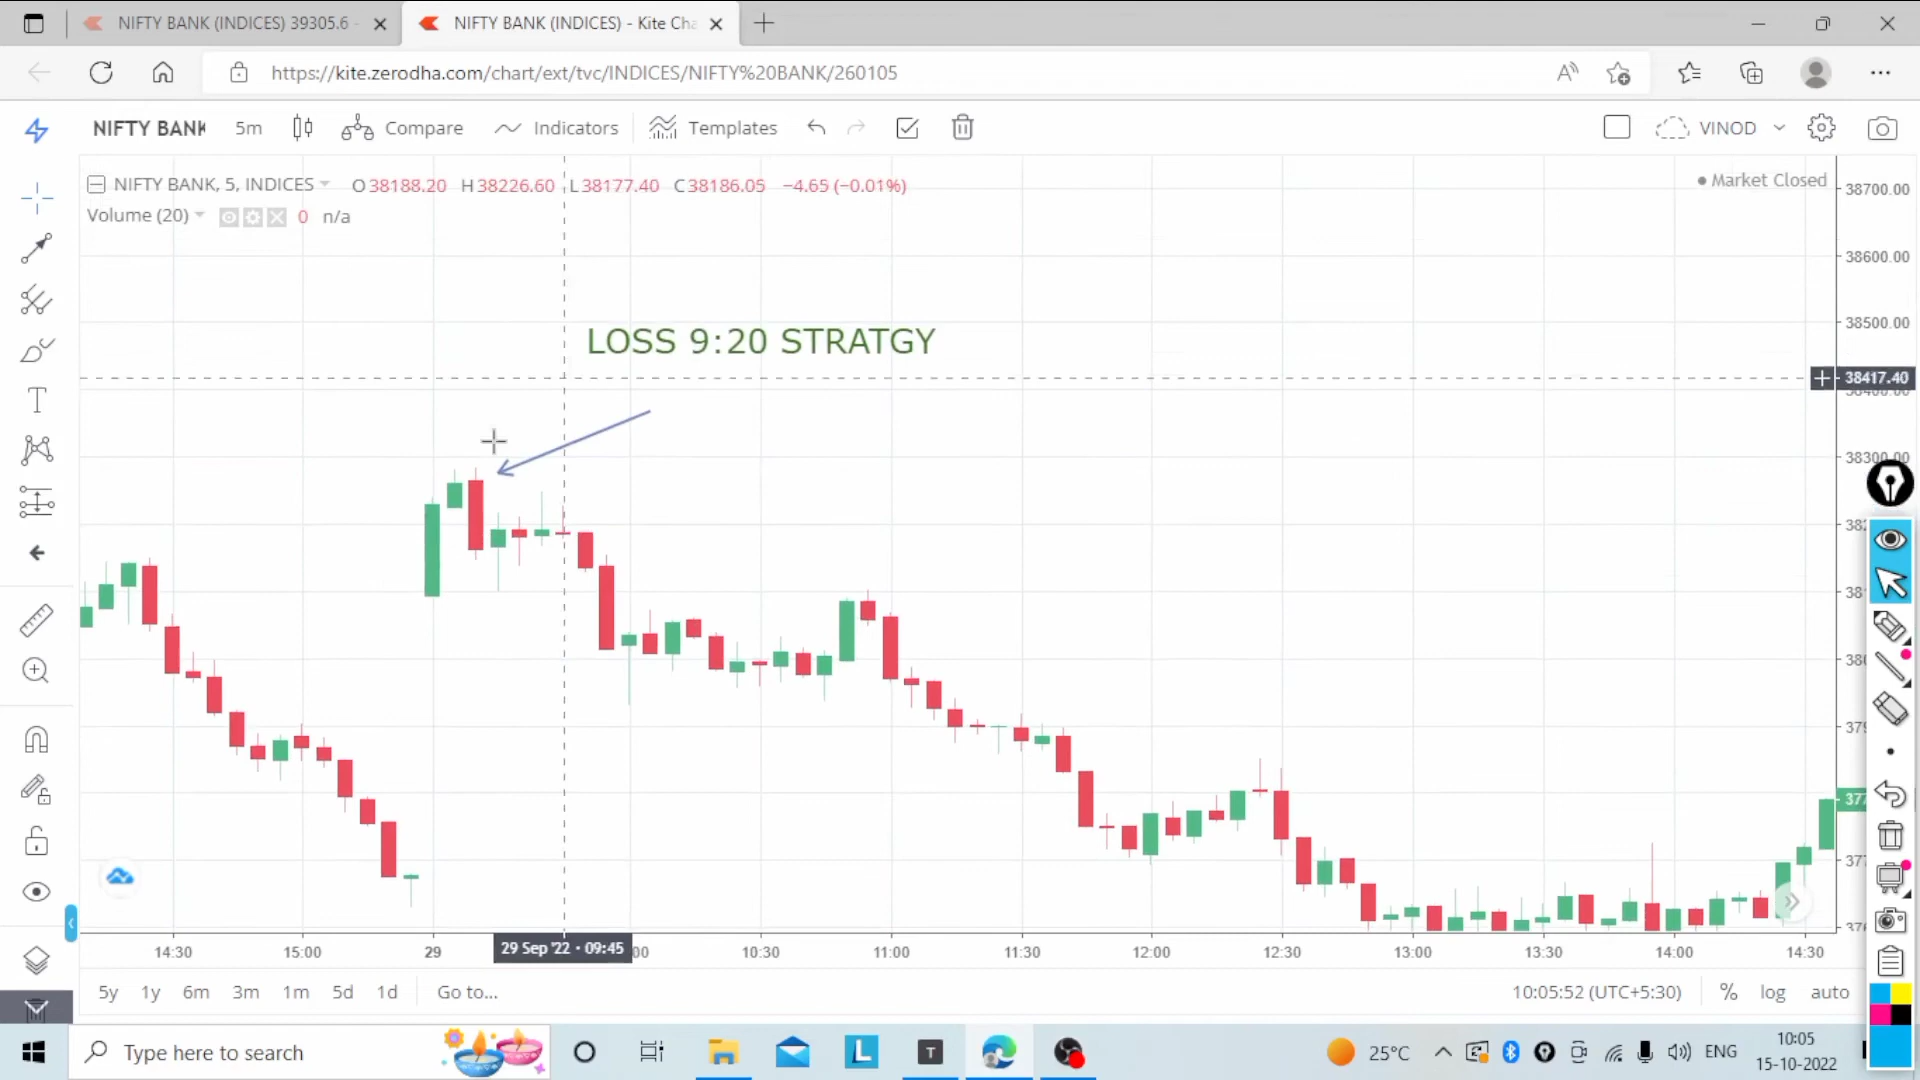 NIFTY BANK (INDICES) 39305.6 -
NIFTY BANK (INDICES) - Kite Cha
https://kite.zerodha.com/chart/ext/tvc/INDICES/NIFTY%20BANK/260105
NIFTY BANK 5m Compare Indicators Templates VINOD
NIFTY BANK, 5, INDICES O38188.20 H38226.60 L38177.40 C38186.05 −4.65 (−0.01%)
Market Closed
Volume (20) 0 n/a
38700.00
38600.00
38500.00
LOSS 9:20 STRATGY
38417.40
38400.00
38300.00
14:30 15:00 29 29 Sep '22 • 09:45 :00 10:30 11:00 11:30 12:00 12:30 13:00 13:30 14:00 14:30
5y 1y 6m 3m 1m 5d 1d Go to... 10:05:52 (UTC+5:30) % log auto
Type here to search
L
T
25°C
ENG
10:05
15-10-2022